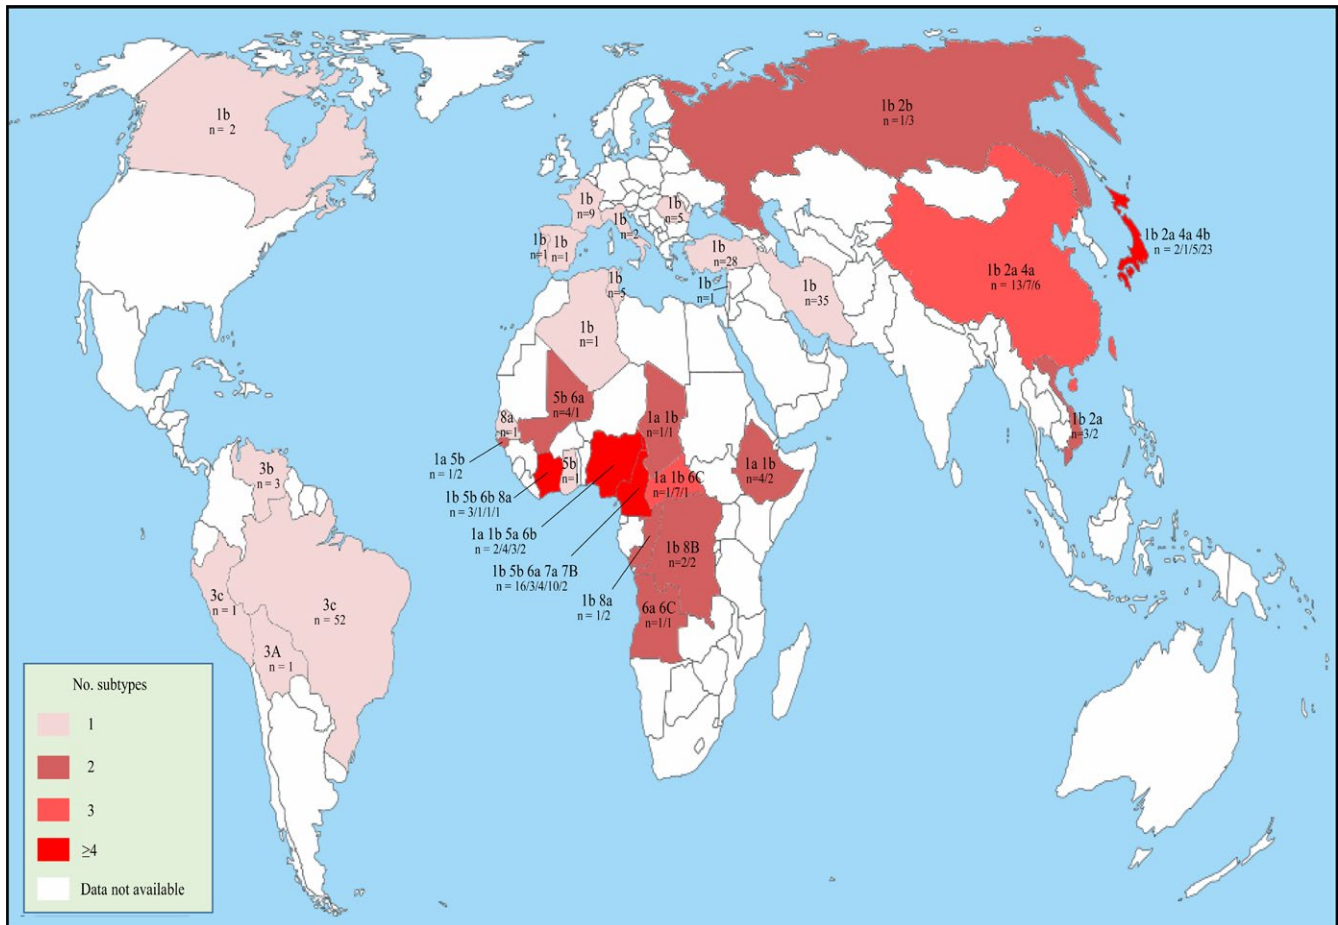 1b
n = 2
1b 2b
n = 1/3
1b
n=9
1b
n=2
1b
n=5
1b
n=1
1b
n=1
1b
n=28
1b
n=1
1b
n=35
1b 2a 4a 4b
n = 2/1/5/23
1b 2a 4a
n = 13/7/6
1b 2a
n=3/2
1b
n=5
1b
n=1
5b 6a
n=4/1
8a
n=1
1a 5b
n = 1/2
1b 5b 6b 8a
n = 3/1/1/1
5b
n=1
1a 1b
n=1/1
1a 1b
n=4/2
1a 1b 6C
n=1/7/1
1a 1b 5a 6b
n = 2/4/3/2
1b 5b 6a 7a 7B
n = 16/3/4/10/2
1b 8a
n = 1/2
1b 8B
n=2/2
6a 6C
n=1/1
3b
n = 3
3c
n = 1
3c
n = 52
3A
n = 1
No. subtypes
1
2
3
≥4
Data not available